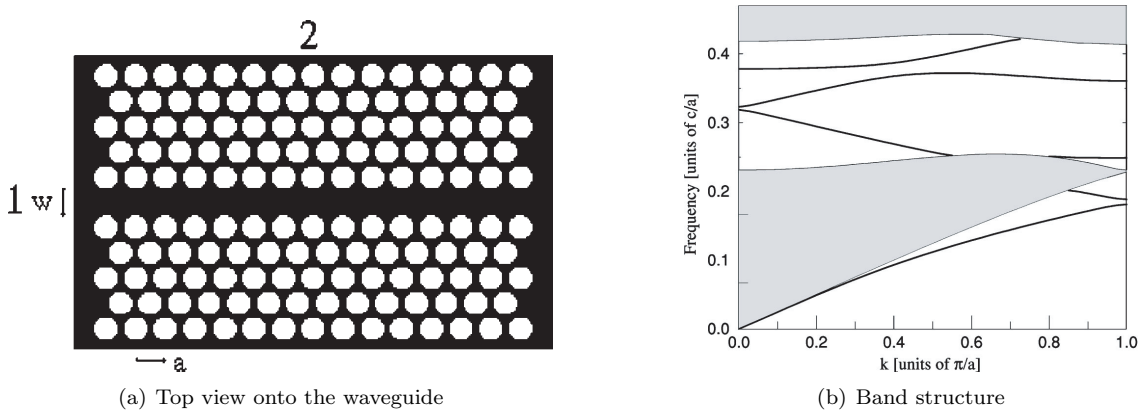 2
1 w
a
(a) Top view onto the waveguide
Frequency [units of c/a]
0.4
0.3
0.2
0.1
0.0
0.0 0.2 0.4 0.6 0.8 1.0
k [units of π/a]
(b) Band structure